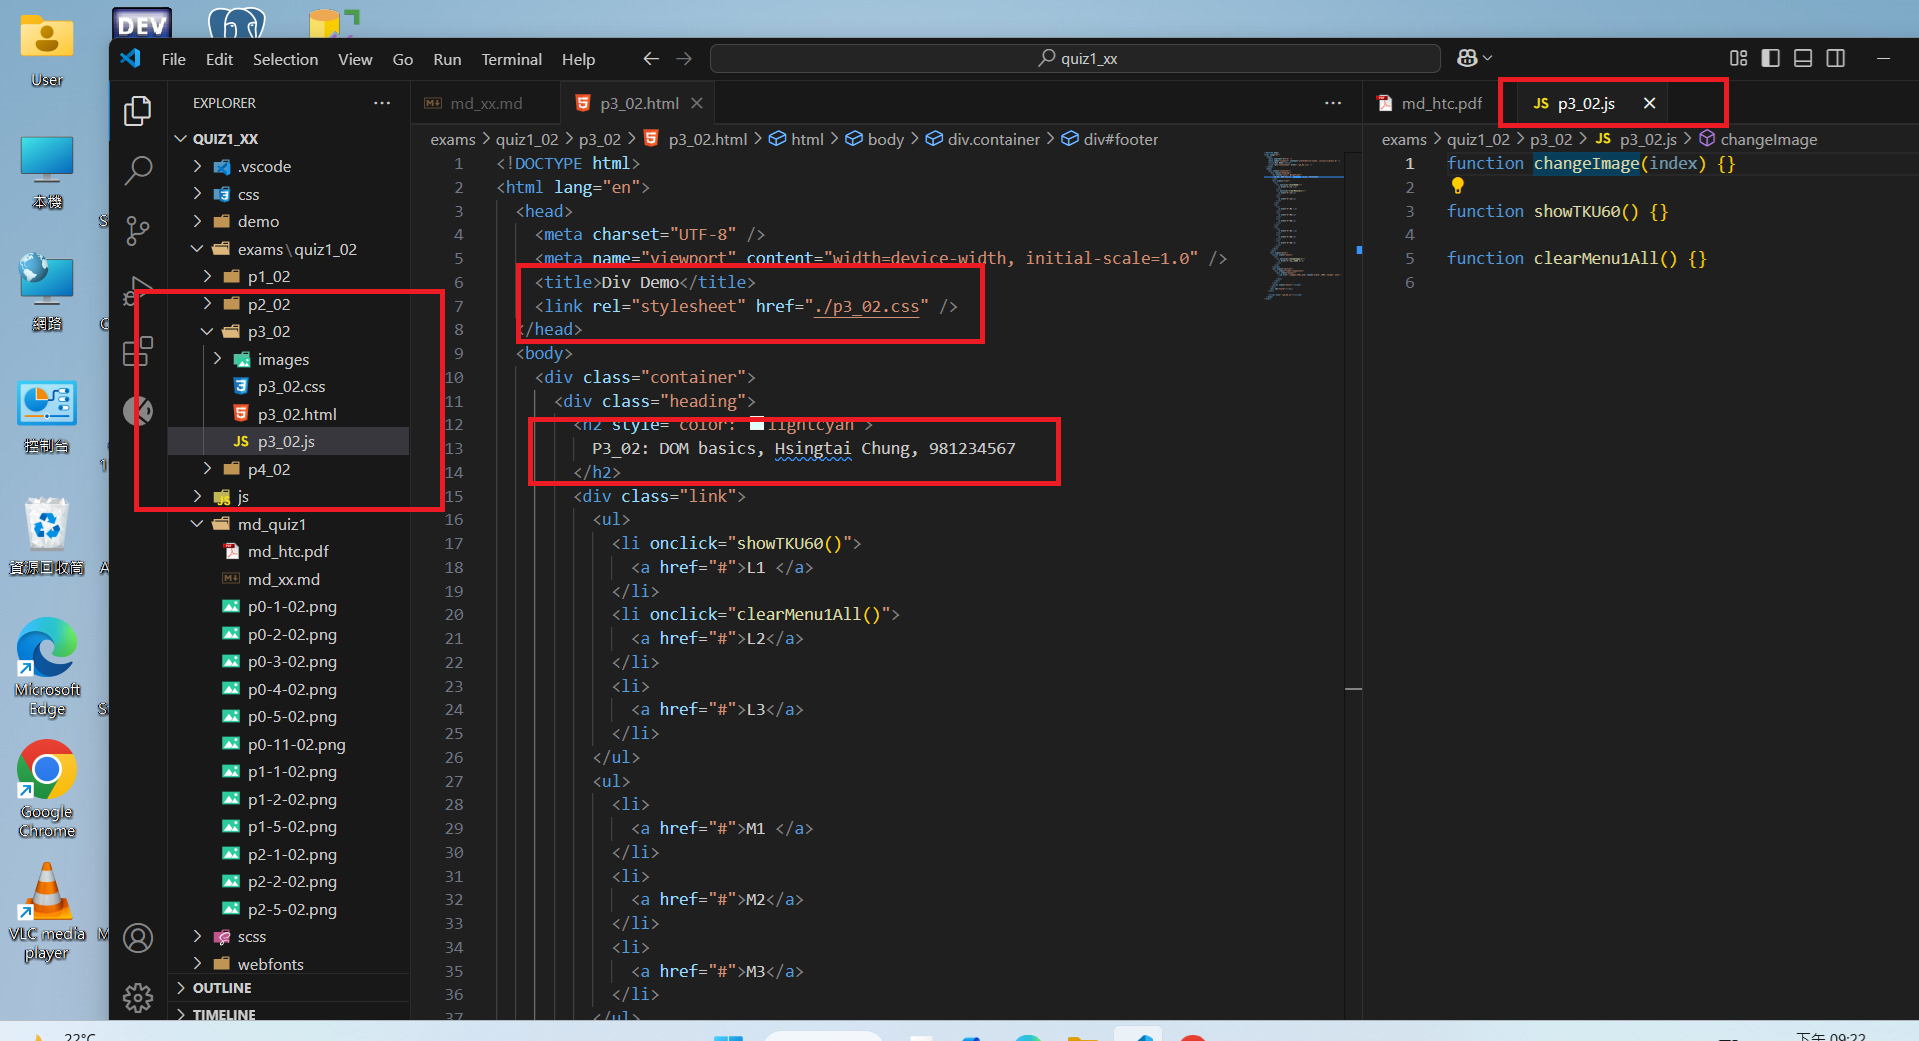 DEV
User
本機
網路
控制台
資源回收筒
Microsoft
Edge
Google
Chrome
VLC media
player
File Edit Selection View Go Run Terminal Help
quiz1_xx
EXPLORER
QUIZ1_XX
.vscode
css
demo
exams\quiz1_02
p1_02
p2_02
p3_02
images
p3_02.css
p3_02.html
JS p3_02.js
p4_02
js
md_quiz1
md_htc.pdf
md_xx.md
p0-1-02.png
p0-2-02.png
p0-3-02.png
p0-4-02.png
p0-5-02.png
p0-11-02.png
p1-1-02.png
p1-2-02.png
p1-5-02.png
p2-1-02.png
p2-2-02.png
p2-5-02.png
scss
webfonts
OUTLINE
TIMELINE
md_xx.md p3_02.html
exams > quiz1_02 > p3_02 > p3_02.html > html > body > div.container > div#footer
1 <!DOCTYPE html>
2 <html lang="en">
3 <head>
4 <meta charset="UTF-8" />
5 <meta name="viewport" content="width=device-width, initial-scale=1.0" />
6 <title>Div Demo</title>
7 <link rel="stylesheet" href="./p3_02.css" />
8 </head>
9 <body>
10 <div class="container">
11 <div class="heading">
12 <h2 style="color: lightcyan">
13 P3_02: DOM basics, Hsingtai Chung, 981234567
14 </h2>
15 <div class="link">
16 <ul>
17 <li onclick="showTKU60()">
18 <a href="#">L1 </a>
19 </li>
20 <li onclick="clearMenu1All()">
21 <a href="#">L2</a>
22 </li>
23 <li>
24 <a href="#">L3</a>
25 </li>
26 </ul>
27 <ul>
28 <li>
29 <a href="#">M1 </a>
30 </li>
31 <li>
32 <a href="#">M2</a>
33 </li>
34 <li>
35 <a href="#">M3</a>
36 </li>
37 </ul>
md_htc.pdf JS p3_02.js
exams > quiz1_02 > p3_02 > JS p3_02.js > changeImage
1 function changeImage(index) {}
2
3 function showTKU60() {}
4
5 function clearMenu1All() {}
6
22°C
下午 09:22